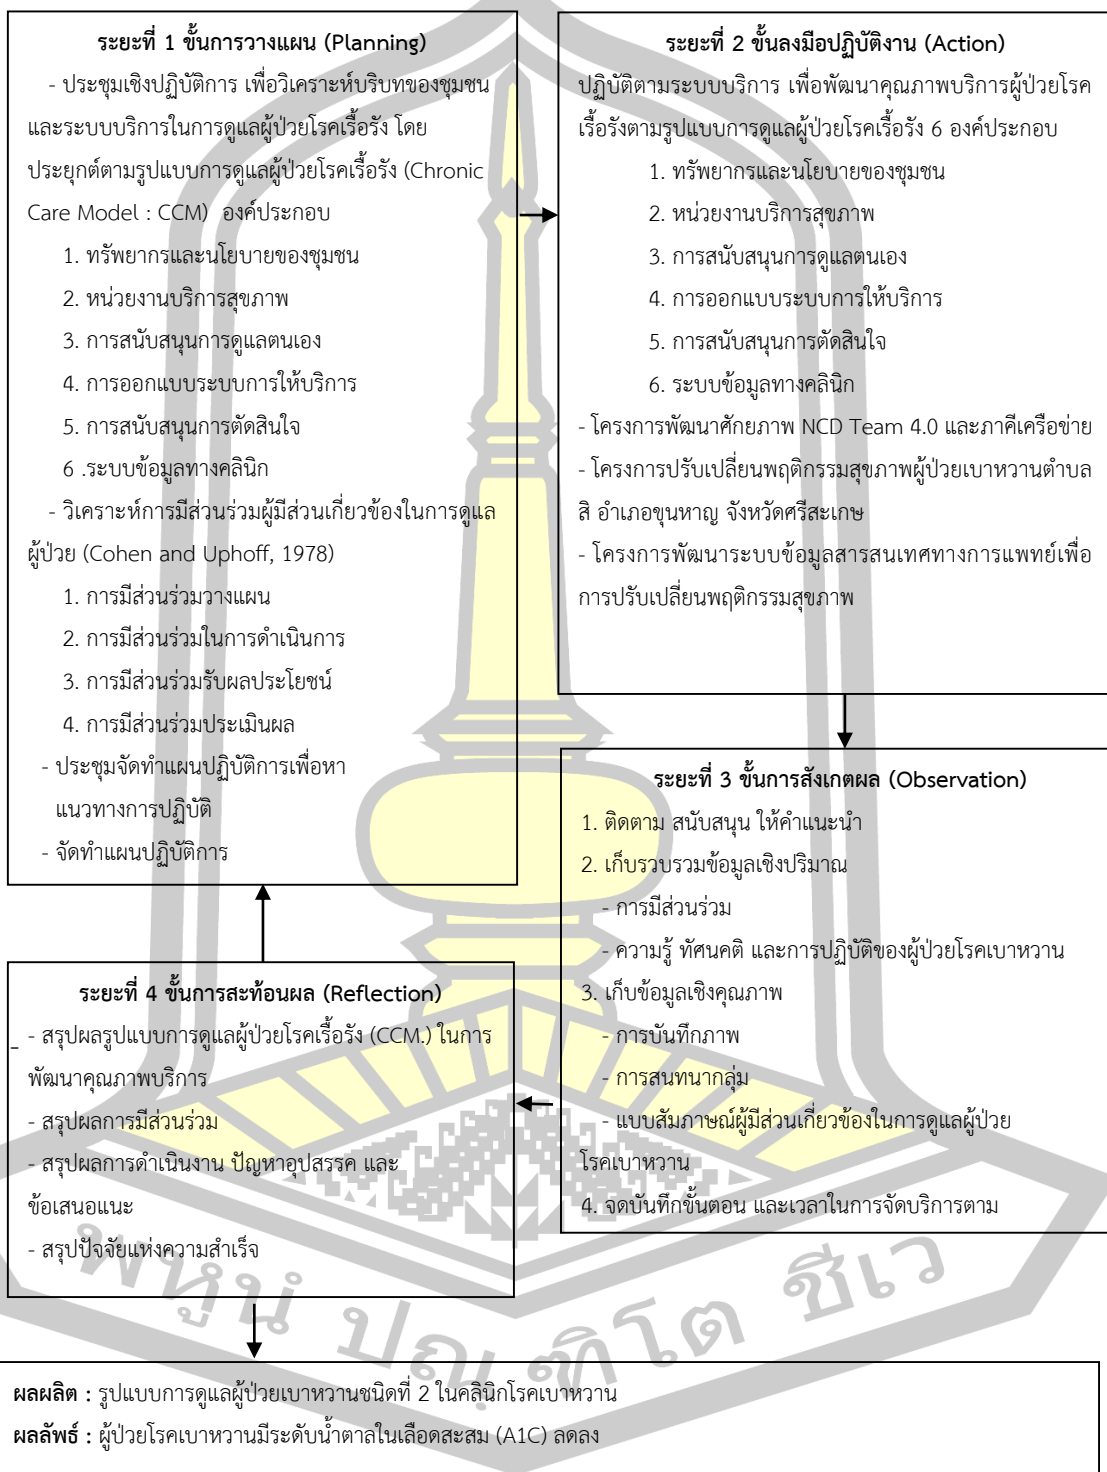 ระยะที่ 1 ขั้นการวางแผน (Planning)
- ประชุมเชิงปฏิบัติการ เพื่อวิเคราะห์บริบทของชุมชน
และระบบบริการในการดูแลผู้ป่วยโรคเรื้อรัง โดย
ประยุกต์ตามรูปแบบการดูแลผู้ป่วยโรคเรื้อรัง (Chronic
Care Model : CCM) องค์ประกอบ
1. ทรัพยากรและนโยบายของชุมชน
2. หน่วยงานบริการสุขภาพ
3. การสนับสนุนการดูแลตนเอง
4. การออกแบบระบบการให้บริการ
5. การสนับสนุนการตัดสินใจ
6 .ระบบข้อมูลทางคลินิก
- วิเคราะห์การมีส่วนร่วมผู้มีส่วนเกี่ยวข้องในการดูแล
ผู้ป่วย (Cohen and Uphoff, 1978)
1. การมีส่วนร่วมวางแผน
2. การมีส่วนร่วมในการดำเนินการ
3. การมีส่วนร่วมรับผลประโยชน์
4. การมีส่วนร่วมประเมินผล
- ประชุมจัดทำแผนปฏิบัติการเพื่อหา
แนวทางการปฏิบัติ
- จัดทำแผนปฏิบัติการ
ระยะที่ 2 ขั้นลงมือปฏิบัติงาน (Action)
ปฏิบัติตามระบบบริการ เพื่อพัฒนาคุณภาพบริการผู้ป่วยโรค
เรื้อรังตามรูปแบบการดูแลผู้ป่วยโรคเรื้อรัง 6 องค์ประกอบ
1. ทรัพยากรและนโยบายของชุมชน
2. หน่วยงานบริการสุขภาพ
3. การสนับสนุนการดูแลตนเอง
4. การออกแบบระบบการให้บริการ
5. การสนับสนุนการตัดสินใจ
6. ระบบข้อมูลทางคลินิก
- โครงการพัฒนาศักยภาพ NCD Team 4.0 และภาคีเครือข่าย
- โครงการปรับเปลี่ยนพฤติกรรมสุขภาพผู้ป่วยเบาหวานตำบล
สิ อำเภอขุนหาญ จังหวัดศรีสะเกษ
- โครงการพัฒนาระบบข้อมูลสารสนเทศทางการแพทย์เพื่อ
การปรับเปลี่ยนพฤติกรรมสุขภาพ
ระยะที่ 3 ขั้นการสังเกตผล (Observation)
1. ติดตาม สนับสนุน ให้คำแนะนำ
2. เก็บรวบรวมข้อมูลเชิงปริมาณ
- การมีส่วนร่วม
- ความรู้ ทัศนคติ และการปฏิบัติของผู้ป่วยโรคเบาหวาน
3. เก็บข้อมูลเชิงคุณภาพ
- การบันทึกภาพ
- การสนทนากลุ่ม
- แบบสัมภาษณ์ผู้มีส่วนเกี่ยวข้องในการดูแลผู้ป่วย
โรคเบาหวาน
4. จดบันทึกขั้นตอน และเวลาในการจัดบริการตาม
ระยะที่ 4 ขั้นการสะท้อนผล (Reflection)
- - สรุปผลรูปแบบการดูแลผู้ป่วยโรคเรื้อรัง (CCM.) ในการ
พัฒนาคุณภาพบริการ
- สรุปผลการมีส่วนร่วม
- สรุปผลการดำเนินงาน ปัญหาอุปสรรค และ
ข้อเสนอแนะ
- สรุปปัจจัยแห่งความสำเร็จ
พหูนํ ปณฺฑิโต ชีเว
ผลผลิต : รูปแบบการดูแลผู้ป่วยเบาหวานชนิดที่ 2 ในคลินิกโรคเบาหวาน
ผลลัพธ์ : ผู้ป่วยโรคเบาหวานมีระดับน้ำตาลในเลือดสะสม (A1C) ลดลง